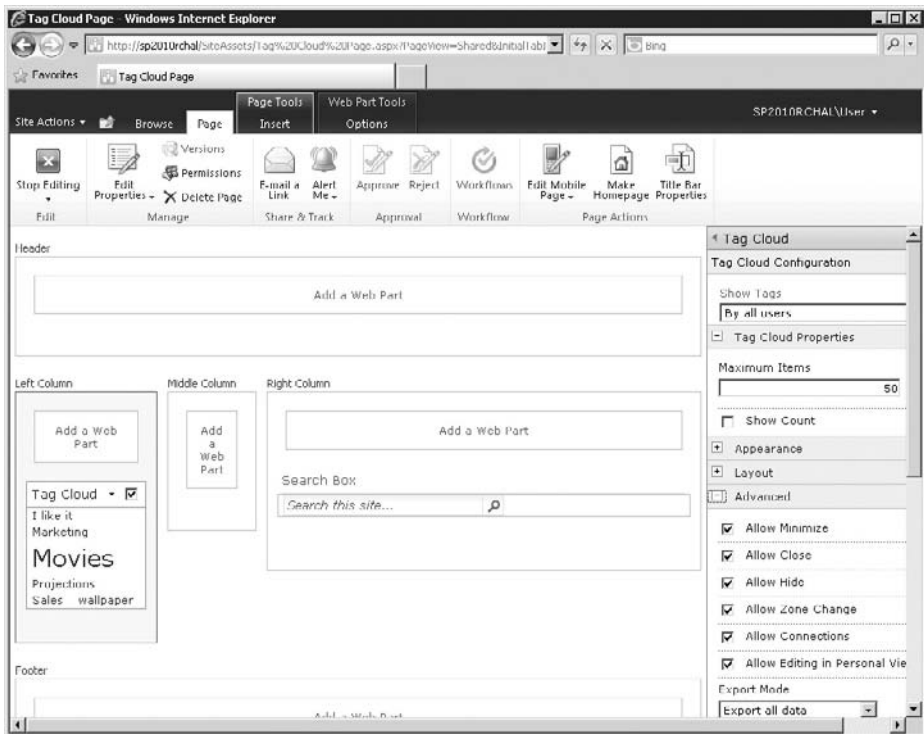 Tag Cloud Page - Windows Internet Explorer
http://sp2010rchal/SiteAssets/Tag%20Cloud%20Page.aspx?PageView=Shared&InitialTabI
Bing
Favorites
Tag Cloud Page
Page Tools
Web Part Tools
Site Actions
Browse
Page
Insert
Options
SP2010RCHAL\User
Stop Editing
Edit Properties
Versions
Permissions
Delete Page
E-mail a Link
Alert Me
Approve
Reject
Workflows
Edit Mobile Page
Make Homepage
Title Bar Properties
Edit
Manage
Share & Track
Approval
Workflow
Page Actions
Header
Add a Web Part
Left Column
Add a Web Part
Tag Cloud
I like it
Marketing
Movies
Projections
Sales wallpaper
Middle Column
Add
a
Web
Part
Right Column
Add a Web Part
Search Box
Search this site...
Footer
Add a Web Part
Tag Cloud
Tag Cloud Configuration
Show Tags
By all users
Tag Cloud Properties
Maximum Items
50
Show Count
Appearance
Layout
Advanced
Allow Minimize
Allow Close
Allow Hide
Allow Zone Change
Allow Connections
Allow Editing in Personal Vie
Export Mode
Export all data